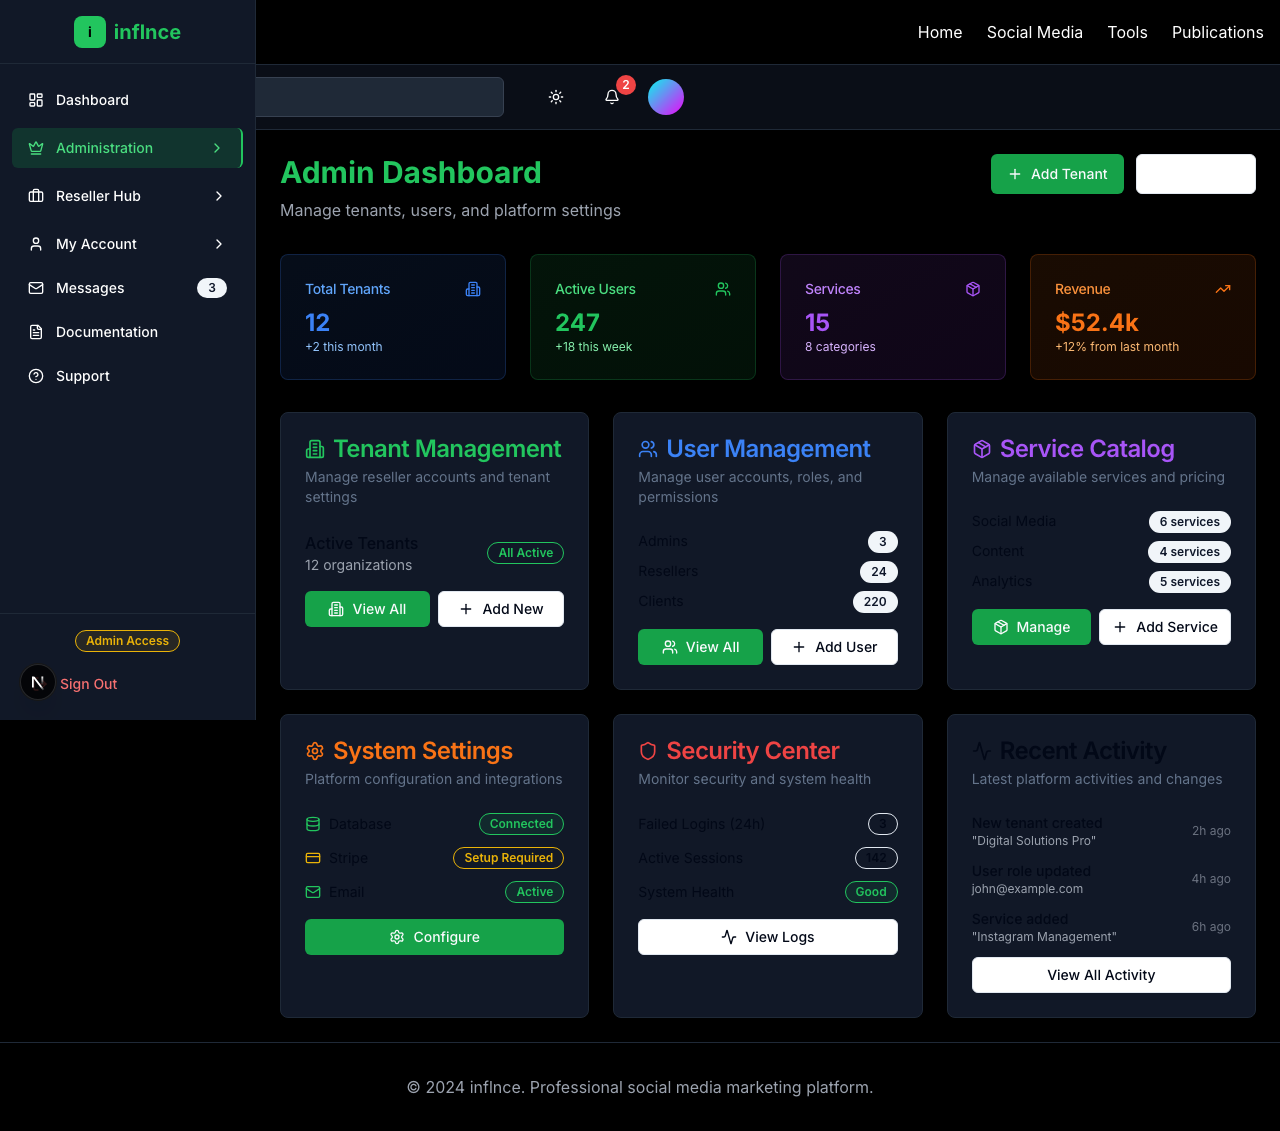 i inflnce
Home Social Media Tools Publications
2
Dashboard
Administration
Reseller Hub
My Account
Messages 3
Documentation
Support
Admin Access
N Sign Out
Admin Dashboard
Manage tenants, users, and platform settings
Add Tenant
Total Tenants
12
+2 this month
Active Users
247
+18 this week
Services
15
8 categories
Revenue
$52.4k
+12% from last month
Tenant Management
Manage reseller accounts and tenant
settings
Active Tenants
12 organizations
All Active
View All
Add New
User Management
Manage user accounts, roles, and
permissions
Admins 3
Resellers 24
Clients 220
View All
Add User
Service Catalog
Manage available services and pricing
Social Media 6 services
Content 4 services
Analytics 5 services
Manage
Add Service
System Settings
Platform configuration and integrations
Database Connected
Stripe Setup Required
Email Active
Configure
Security Center
Monitor security and system health
Failed Logins (24h) 3
Active Sessions 142
System Health Good
View Logs
Recent Activity
Latest platform activities and changes
New tenant created
"Digital Solutions Pro"
2h ago
User role updated
john@example.com
4h ago
Service added
"Instagram Management"
6h ago
View All Activity
© 2024 inflnce. Professional social media marketing platform.